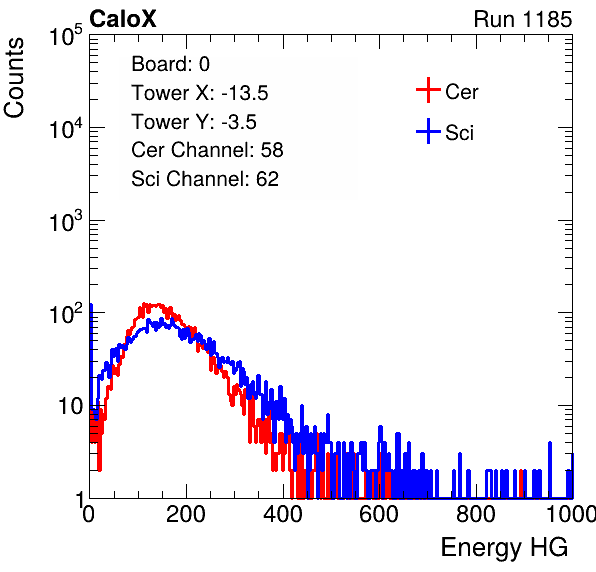 CaloX Run 1185
Counts
10^5
10^4
10^3
10^2
10
1
Board: 0
Tower X: -13.5
Tower Y: -3.5
Cer Channel: 58
Sci Channel: 62
Cer
Sci
0 200 400 600 800 1000
Energy HG